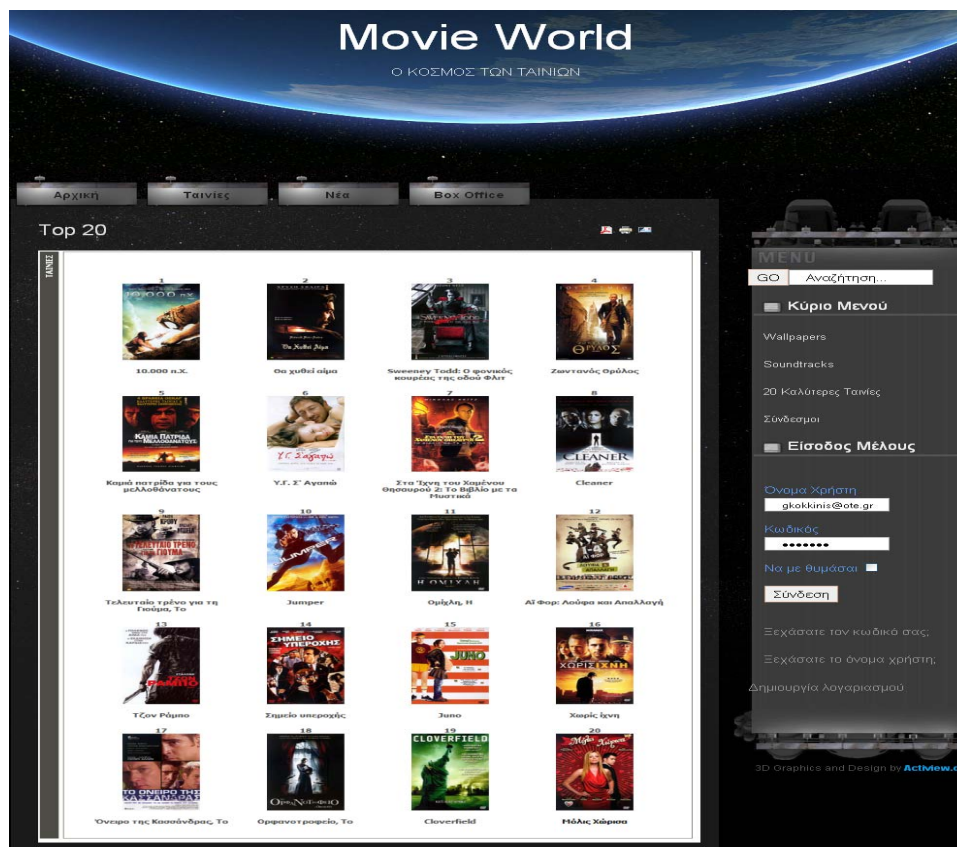 Movie World
Ο ΚΟΣΜΟΣ ΤΩΝ ΤΑΙΝΙΩΝ
Αρχική Ταινίες Νέα Box Office
Top 20
ΤΑΙΝΙΕΣ
1 2 3 4
10.000 π.Χ. Θα χυθεί αίμα Sweeney Todd: Ο φονικός κουρέας της οδού Φλιτ Ζωντανός Θρύλος
5 6 7 8
Καμιά πατρίδα για τους μελλοθάνατους Υ.Γ. Σ' Αγαπώ Στα Ίχνη του Χαμένου Θησαυρού 2: Το Βιβλίο με τα Μυστικά Cleaner
9 10 11 12
Τελευταίο τρένο για τη Γιούμα, Το Jumper Ομίχλη, Η Αϊ Φορ: Λούφα και Απαλλαγή
13 14 15 16
Τζον Ράμπο Σημείο υπεροχής Juno Χωρίς ίχνη
17 18 19 20
Όνειρο της Κασσάνδρας, Το Ορφανοτροφείο, Το Cloverfield Μόλις Χώρισα
MENU
GO Αναζήτηση...
Κύριο Μενού
Wallpapers
Soundtracks
20 Καλύτερες Ταινίες
Σύνδεσμοι
Είσοδος Μέλους
Όνομα Χρήστη
gkokkinis@ote.gr
Κωδικός
•••••••
Να με θυμάσαι
Σύνδεση
Ξεχάσατε τον κωδικό σας;
Ξεχάσατε το όνομα χρήστη;
Δημιουργία λογαριασμού
3D Graphics and Design by